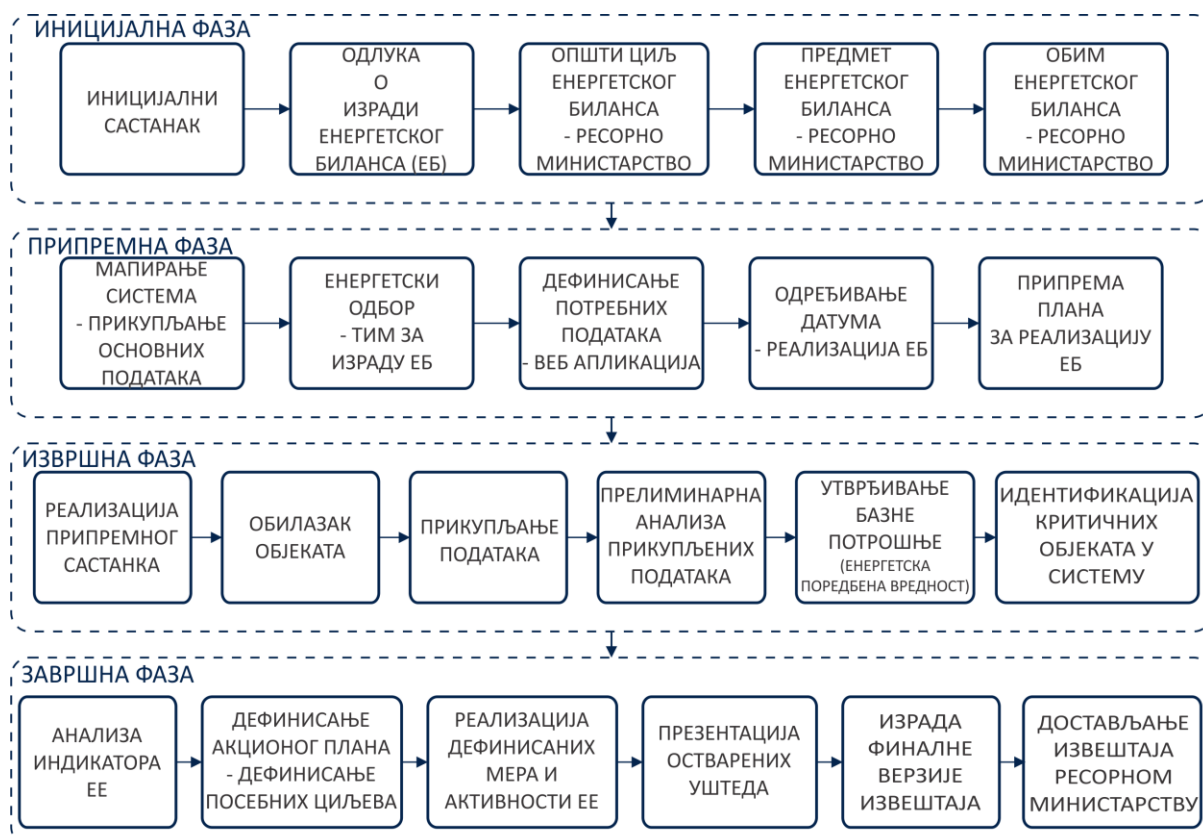 ИНИЦИЈАЛНА ФАЗА
ИНИЦИЈАЛНИ
САСТАНАК
ОДЛУКА
О
ИЗРАДИ
ЕНЕРГЕТСКОГ
БИЛАНСА (ЕБ)
ОПШТИ ЦИЉ
ЕНЕРГЕТСКОГ
БИЛАНСА
- РЕСОРНО
МИНИСТАРСТВО
ПРЕДМЕТ
ЕНЕРГЕТСКОГ
БИЛАНСА
- РЕСОРНО
МИНИСТАРСТВО
ОБИМ
ЕНЕРГЕТСКОГ
БИЛАНСА
- РЕСОРНО
МИНИСТАРСТВО
ПРИПРЕМНА ФАЗА
МАПИРАЊЕ
СИСТЕМА
- ПРИКУПЉАЊЕ
ОСНОВНИХ
ПОДАТАКА
ЕНЕРГЕТСКИ
ОДБОР
- ТИМ ЗА
ИЗРАДУ ЕБ
ДЕФИНИСАЊЕ
ПОТРЕБНИХ
ПОДАТАКА
- ВЕБ АПЛИКАЦИЈА
ОДРЕЂИВАЊЕ
ДАТУМА
- РЕАЛИЗАЦИЈА ЕБ
ПРИПРЕМА
ПЛАНА
ЗА РЕАЛИЗАЦИЈУ
ЕБ
ИЗВРШНА ФАЗА
РЕАЛИЗАЦИЈА
ПРИПРЕМНОГ
САСТАНКА
ОБИЛАЗАК
ОБЈЕКАТА
ПРИКУПЉАЊЕ
ПОДАТАКА
ПРЕЛИМИНАРНА
АНАЛИЗА
ПРИКУПЉЕНИХ
ПОДАТАКА
УТВРЂИВАЊЕ
БАЗНЕ
ПОТРОШЊЕ
(ЕНЕРГЕТСКА
ПОРЕДБЕНА ВРЕДНОСТ)
ИДЕНТИФИКАЦИЈА
КРИТИЧНИХ
ОБЈЕКАТА У
СИСТЕМУ
ЗАВРШНА ФАЗА
АНАЛИЗА
ИНДИКАТОРА
ЕЕ
ДЕФИНИСАЊЕ
АКЦИОНОГ ПЛАНА
- ДЕФИНИСАЊЕ
ПОСЕБНИХ ЦИЉЕВА
РЕАЛИЗАЦИЈА
ДЕФИНИСАНИХ
МЕРА И
АКТИВНОСТИ ЕЕ
ПРЕЗЕНТАЦИЈА
ОСТВАРЕНИХ
УШТЕДА
ИЗРАДА
ФИНАЛНЕ
ВЕРЗИЈЕ
ИЗВЕШТАЈА
ДОСТАВЉАЊЕ
ИЗВЕШТАЈА
РЕСОРНОМ
МИНИСТАРСТВУ